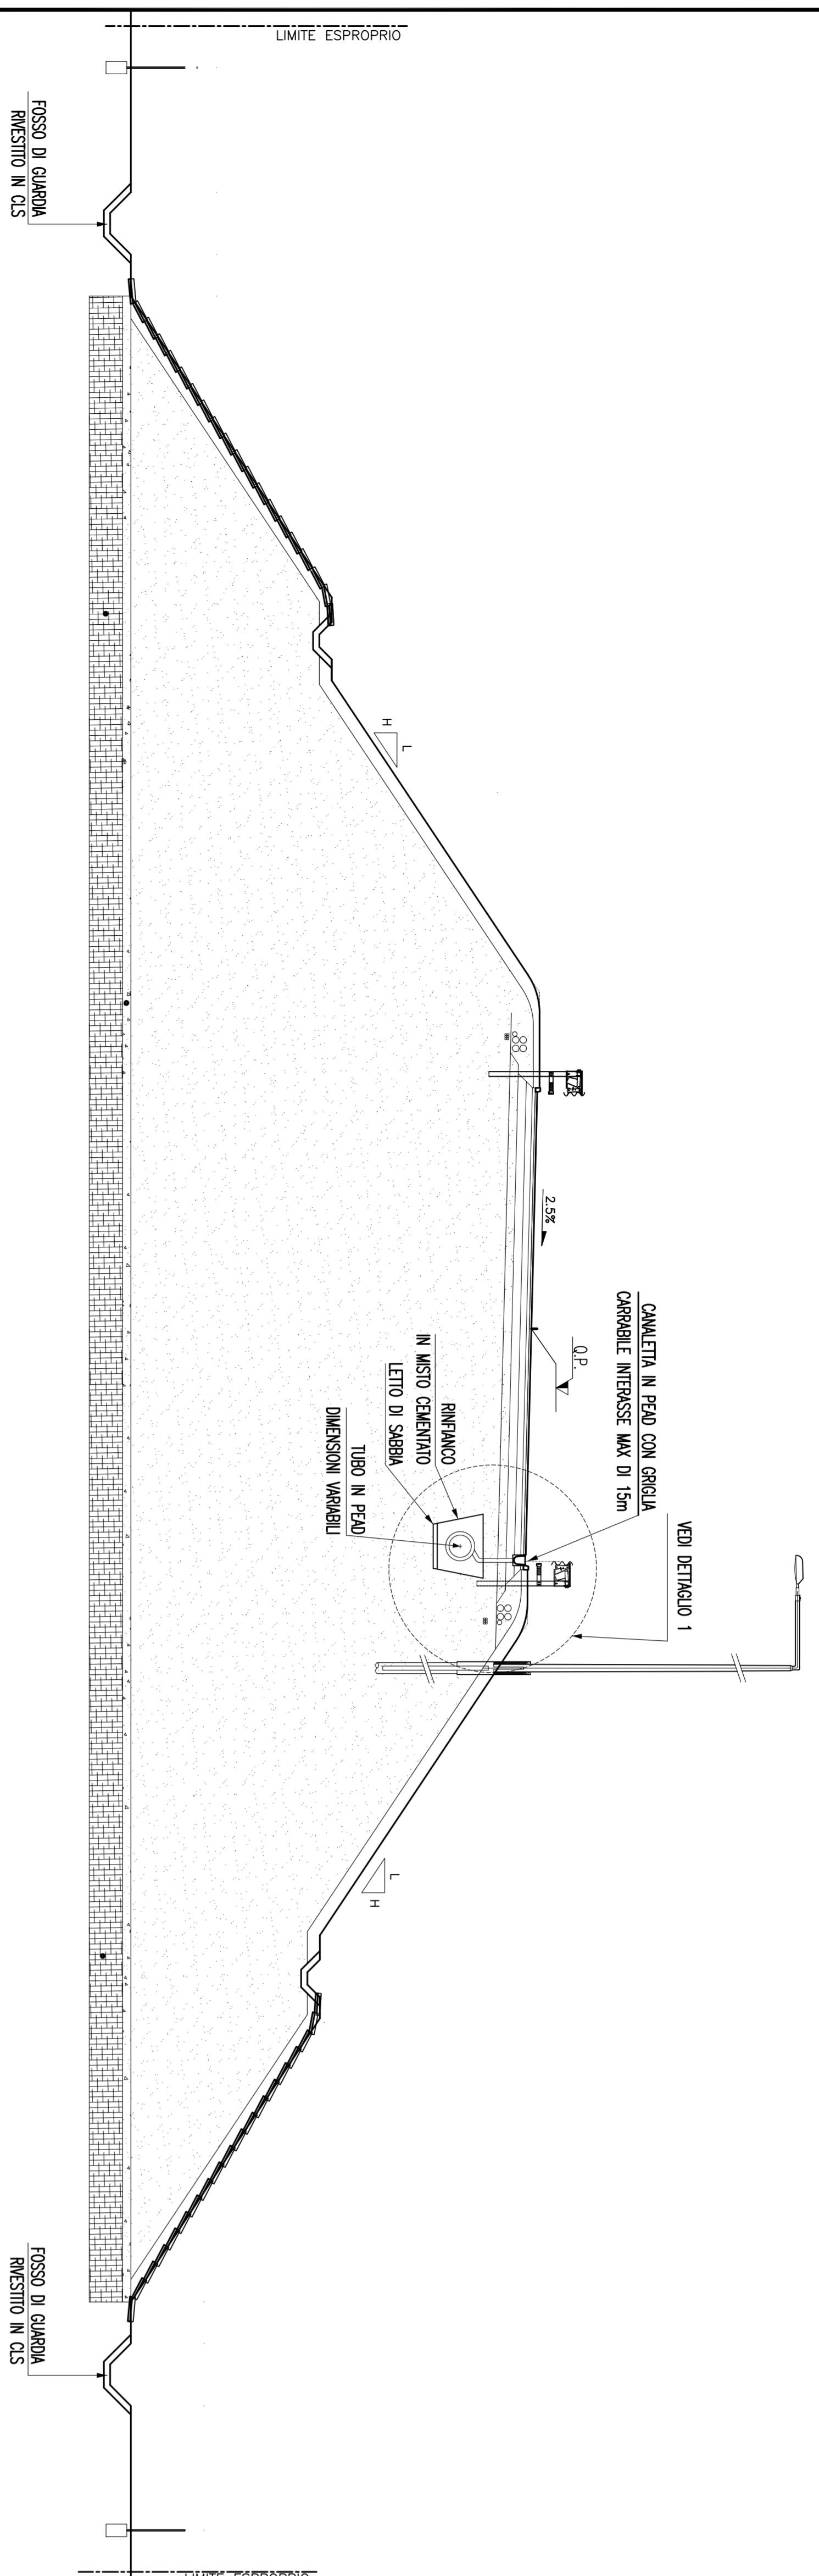 LIMITE ESPROPRIO
FOSSO DI GUARDIA
RIVESTITO IN CLS
H
L
2.5%
Q.P.
CANALETTA IN PEAD CON GRIGLIA
CARRABILE INTERASSE MAX DI 15m
RINFIANCO
IN MISTO CEMENTATO
LETTO DI SABBIA
TUBO IN PEAD
DIMENSIONI VARIABILI
VEDI DETTAGLIO 1
L
H
FOSSO DI GUARDIA
RIVESTITO IN CLS
LIMITE ESPROPRIO